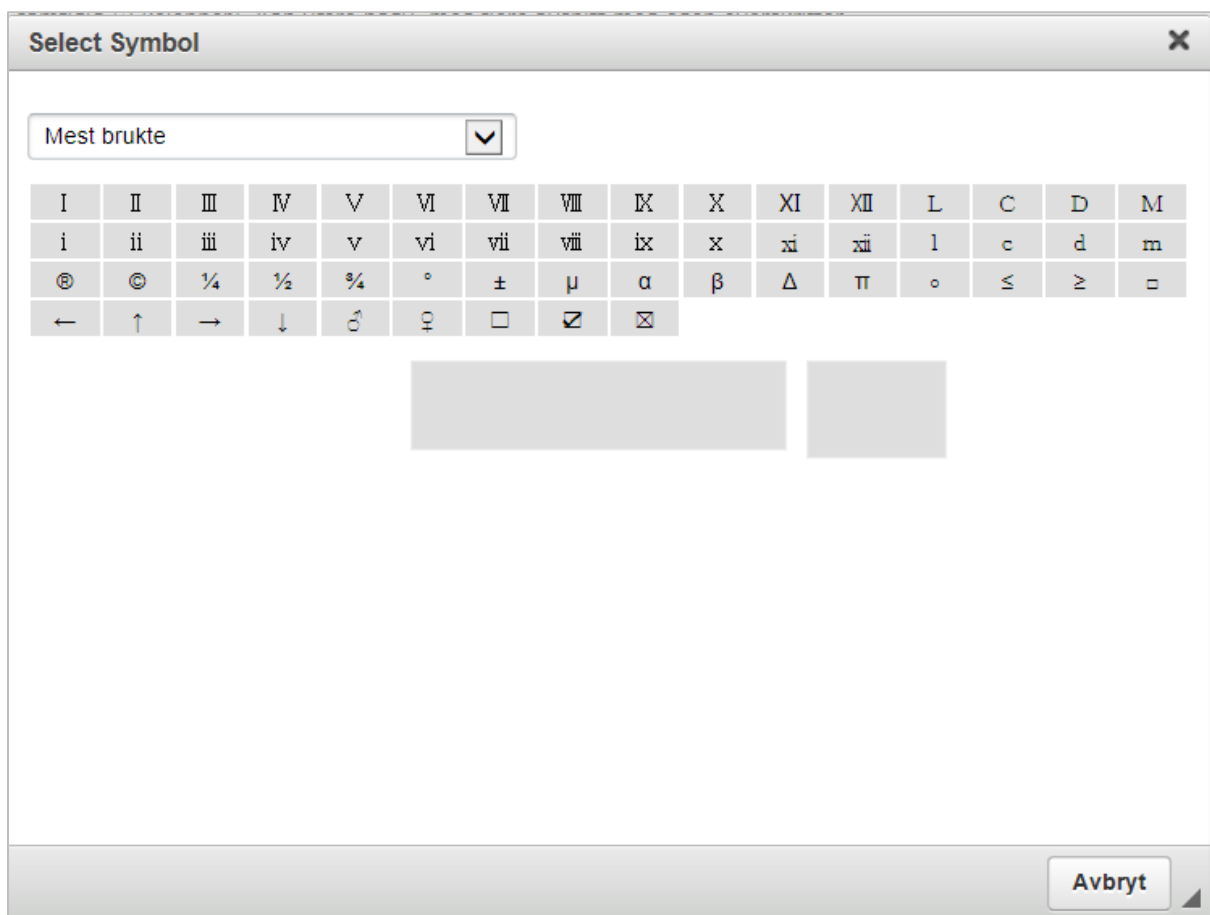 Select Symbol
Mest brukte
Ⅰ Ⅱ Ⅲ Ⅳ Ⅴ Ⅵ Ⅶ Ⅷ Ⅸ Ⅹ Ⅺ Ⅻ Ⅼ Ⅽ Ⅾ Ⅿ
ⅰ ⅱ ⅲ ⅳ ⅴ ⅵ ⅶ ⅷ ⅸ ⅹ ⅺ ⅻ ⅼ ⅽ ⅾ ⅿ
® © ¼ ½ ¾ ° ± µ α β Δ π ◦ ≤ ≥ ▫
← ↑ → ↓ ♂ ♀ ☐ ☑ ☒
Avbryt